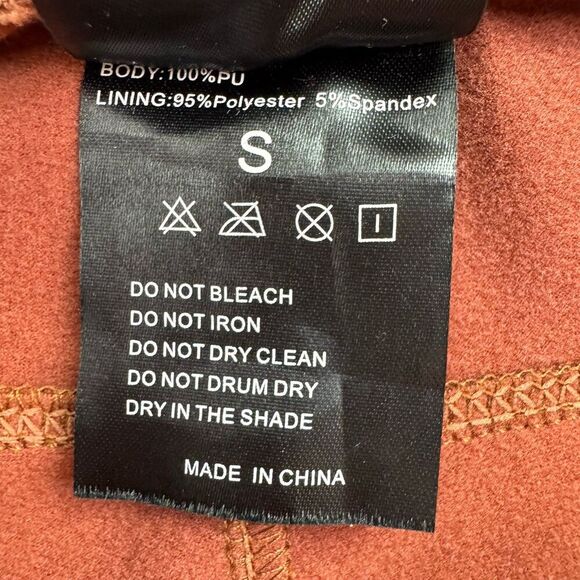 BODY:100%PU
LINING:95%Polyester 5%Spandex
S
DO NOT BLEACH
DO NOT IRON
DO NOT DRY CLEAN
DO NOT DRUM DRY
DRY IN THE SHADE
MADE IN CHINA